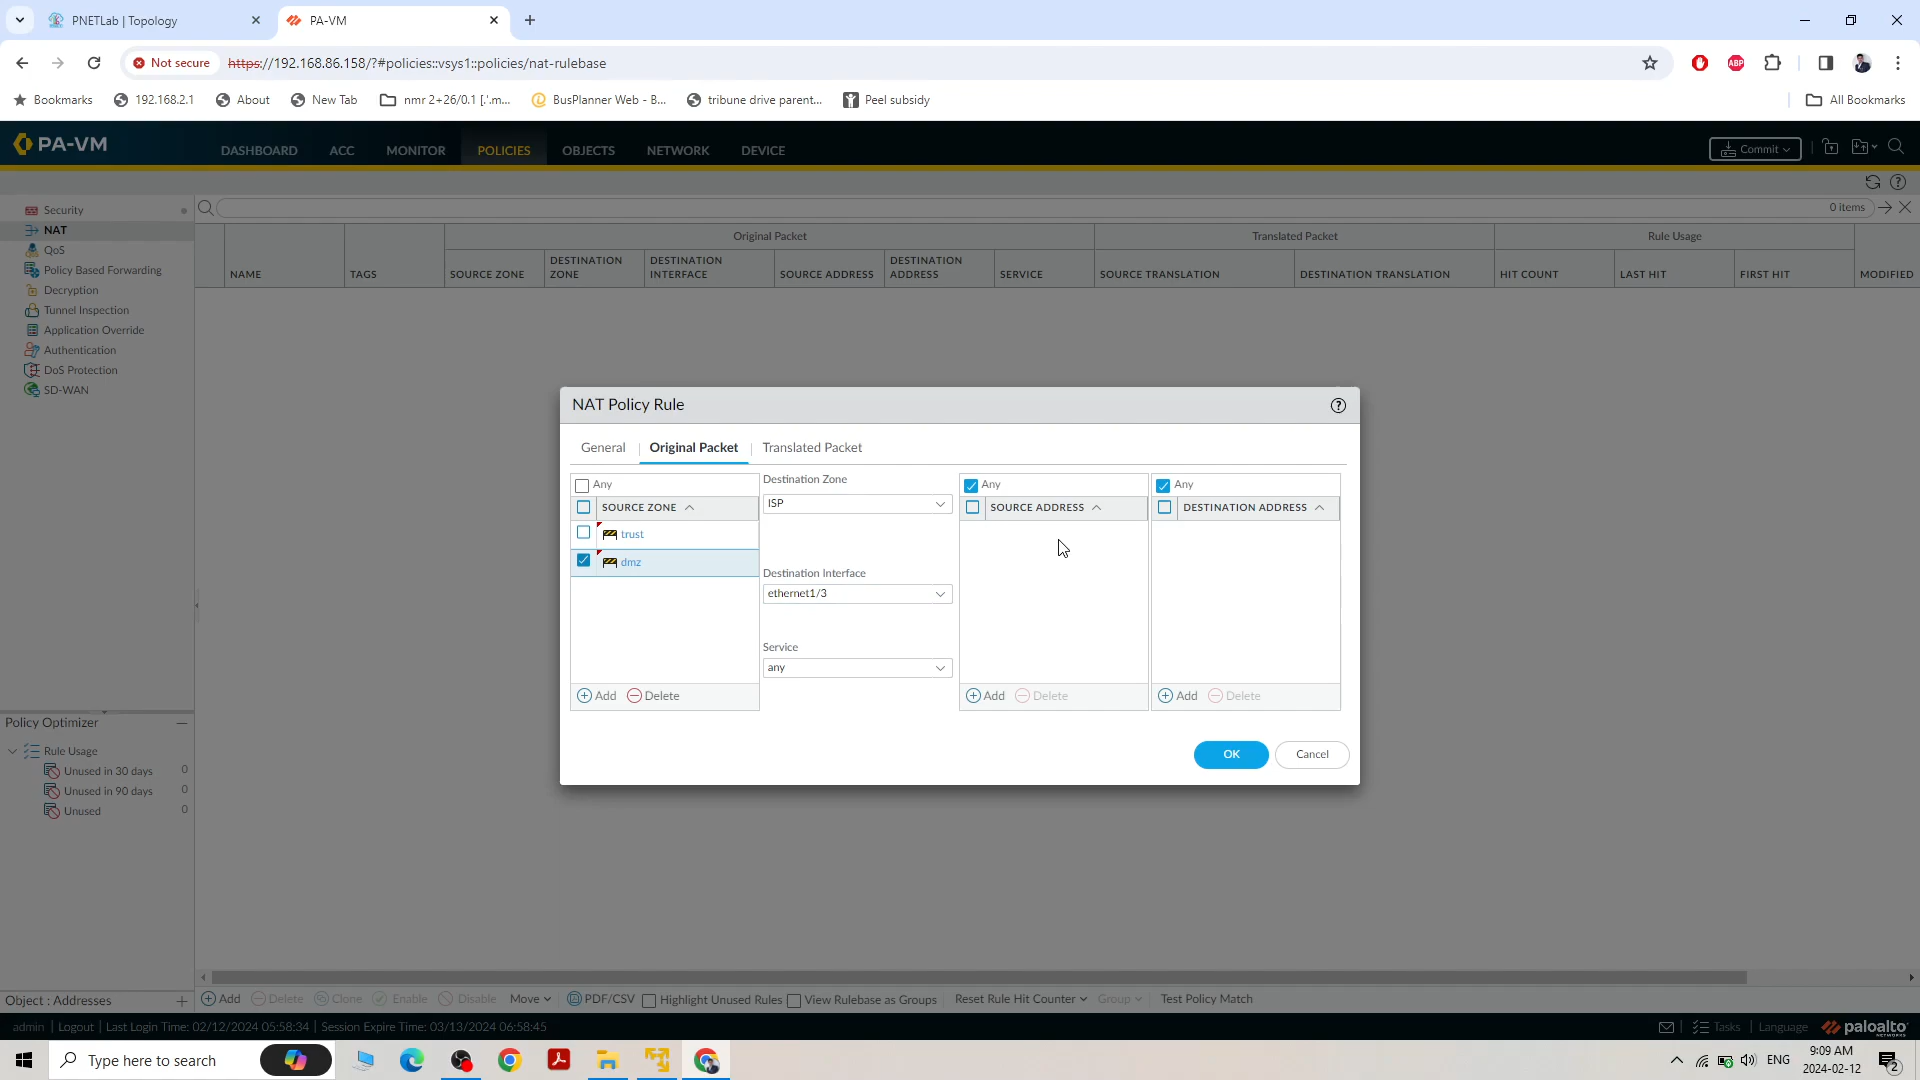 PNETLab | Topology
PA-VM
Not secure
https://192.168.86.158/?#policies::vsys1::policies/nat-rulebase
ABP
Bookmarks
192.168.2.1
About
New Tab
nmr 2+26/0.1 [.'.m...
BusPlanner Web - B...
tribune drive parent...
Peel subsidy
All Bookmarks
PA-VM
DASHBOARD
ACC
MONITOR
POLICIES
OBJECTS
NETWORK
DEVICE
Commit
Security
NAT
QoS
Policy Based Forwarding
Decryption
Tunnel Inspection
Application Override
Authentication
DoS Protection
SD-WAN
0 items
Original Packet
Translated Packet
Rule Usage
NAME
TAGS
SOURCE ZONE
DESTINATION
ZONE
DESTINATION
INTERFACE
SOURCE ADDRESS
DESTINATION
ADDRESS
SERVICE
SOURCE TRANSLATION
DESTINATION TRANSLATION
HIT COUNT
LAST HIT
FIRST HIT
MODIFIED
NAT Policy Rule
General
Original Packet
Translated Packet
Any
SOURCE ZONE
trust
dmz
Add
Delete
Destination Zone
ISP
Destination Interface
ethernet1/3
Service
any
Any
SOURCE ADDRESS
Add
Delete
Any
DESTINATION ADDRESS
Add
Delete
OK
Cancel
Policy Optimizer
Rule Usage
Unused in 30 days 0
Unused in 90 days 0
Unused 0
Object : Addresses
Add
Delete
Clone
Enable
Disable
Move
PDF/CSV
Highlight Unused Rules
View Rulebase as Groups
Reset Rule Hit Counter
Group
Test Policy Match
admin | Logout | Last Login Time: 02/12/2024 05:58:34 | Session Expire Time: 03/13/2024 06:58:45
Tasks | Language
paloalto
NETWORKS
Type here to search
ENG
9:09 AM
2024-02-12
2